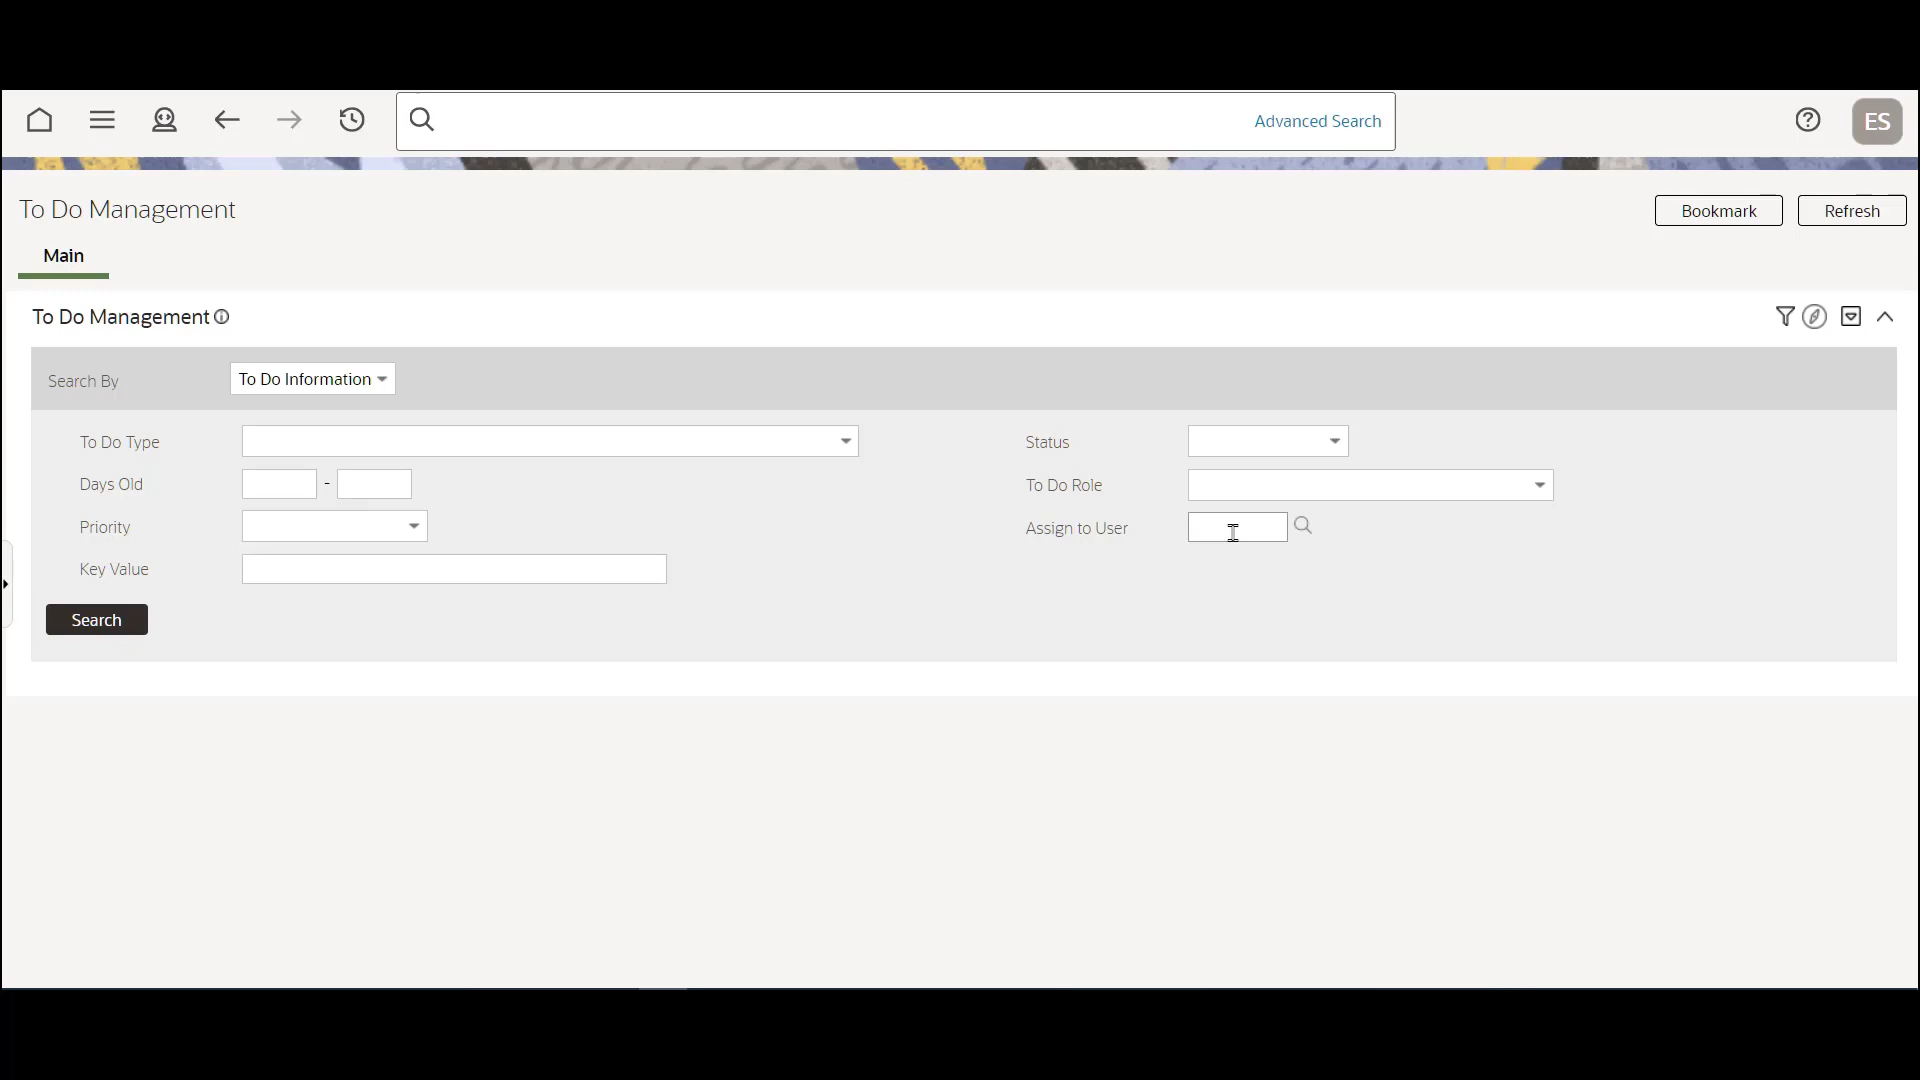 Advanced Search
ES
To Do Management
Bookmark
Refresh
Main
To Do Management
Search By
To Do Information
To Do Type
Status
Days Old
-
To Do Role
Priority
Assign to User
Key Value
Search